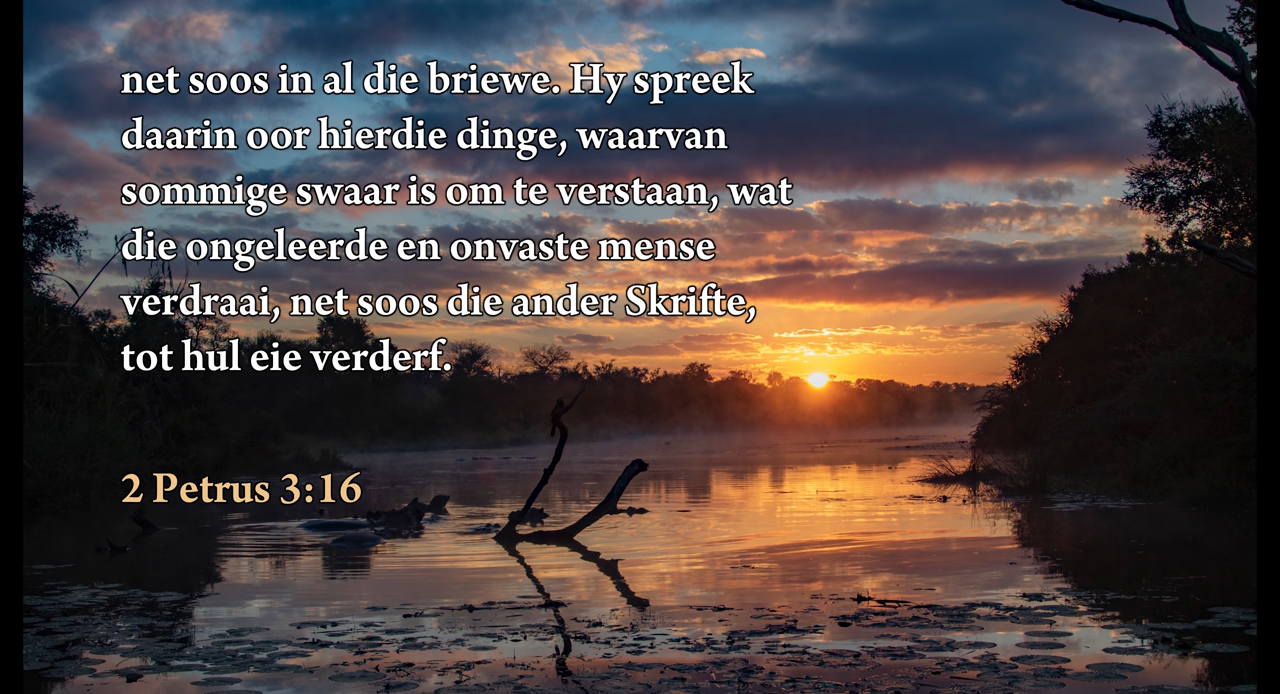 net soos in al die briewe. Hy spreek
daarin oor hierdie dinge, waarvan
sommige swaar is om te verstaan, wat
die ongeleerde en onvaste mense
verdraai, net soos die ander Skrifte,
tot hul eie verderf.
2 Petrus 3:16